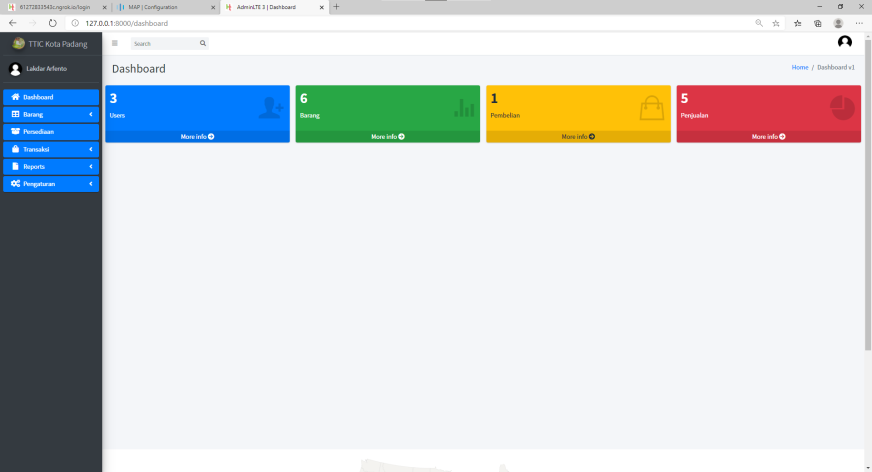 61272833543c.ngrok.io/login
MAP | Configuration
AdminLTE 3 | Dashboard
127.0.0.1:8000/dashboard
TTIC Kota Padang
Search
Lakdar Arfento
Dashboard
Home / Dashboard v1
Dashboard
Barang
Persediaan
Transaksi
Reports
Pengaturan
3
Users
More info
6
Barang
More info
1
Pembelian
More info
5
Penjualan
More info